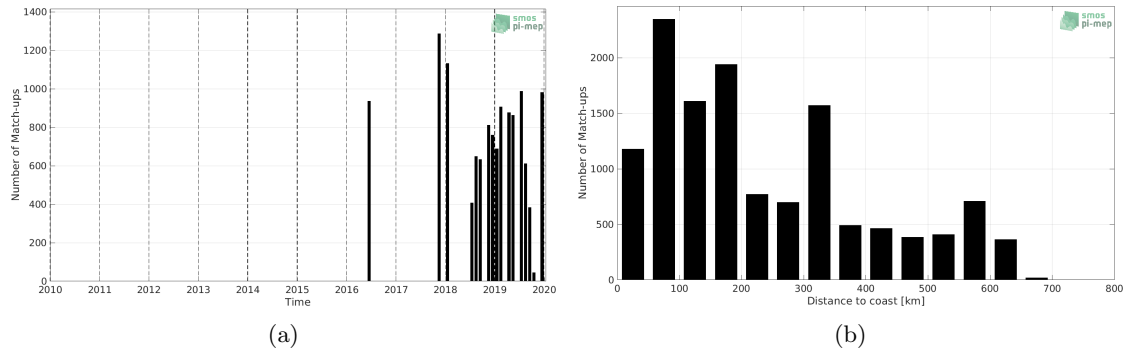 1400
1200
1000
800
600
400
200
0
Number of Match-ups
2010 2011 2012 2013 2014 2015 2016 2017 2018 2019 2020
Time
smos
pi-mep
(a)
2000
1500
1000
500
0
Number of Match-ups
0 100 200 300 400 500 600 700 800
Distance to coast [km]
smos
pi-mep
(b)